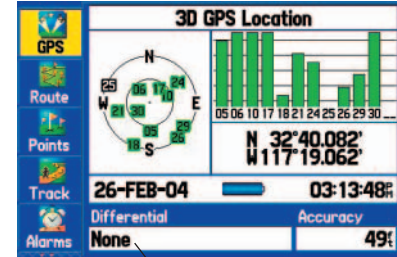 3D GPS Location
GPS
Route
Points
Track
Alarms
N
W
E
S
25
06
17
24
10
21
30
05
29
18
26
05 06 10 17 18 21 24 25 26 29 30 __
N 32°40.082'
W117°19.062'
26-FEB-04
03:13:48
Differential
Accuracy
None
49